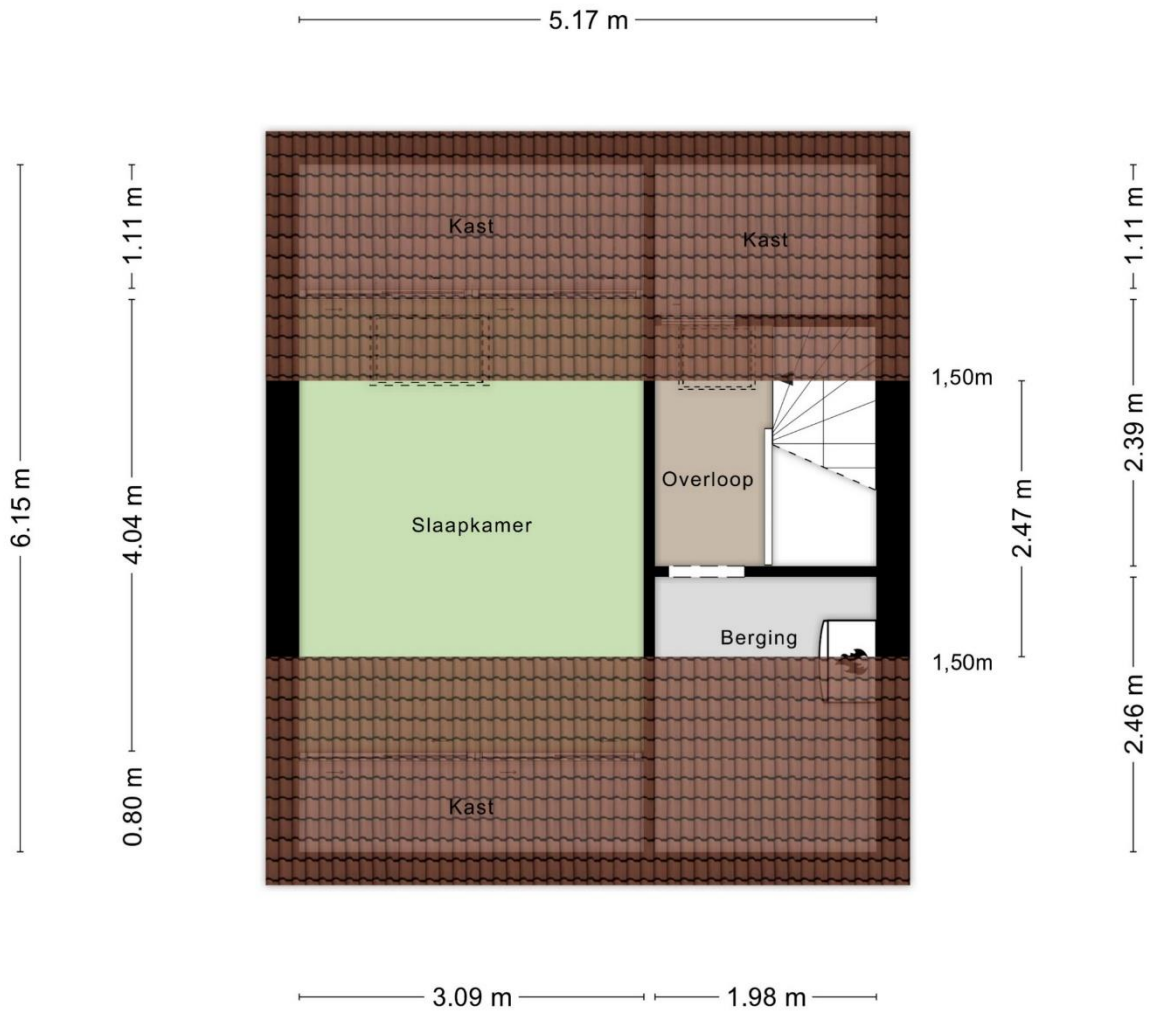 5.17 m
Kast
Kast
1.11 m
1.11 m
1,50m
2.39 m
6.15 m
4.04 m
Overloop
Slaapkamer
2.47 m
Berging
1,50m
2.46 m
0.80 m
Kast
3.09 m
1.98 m